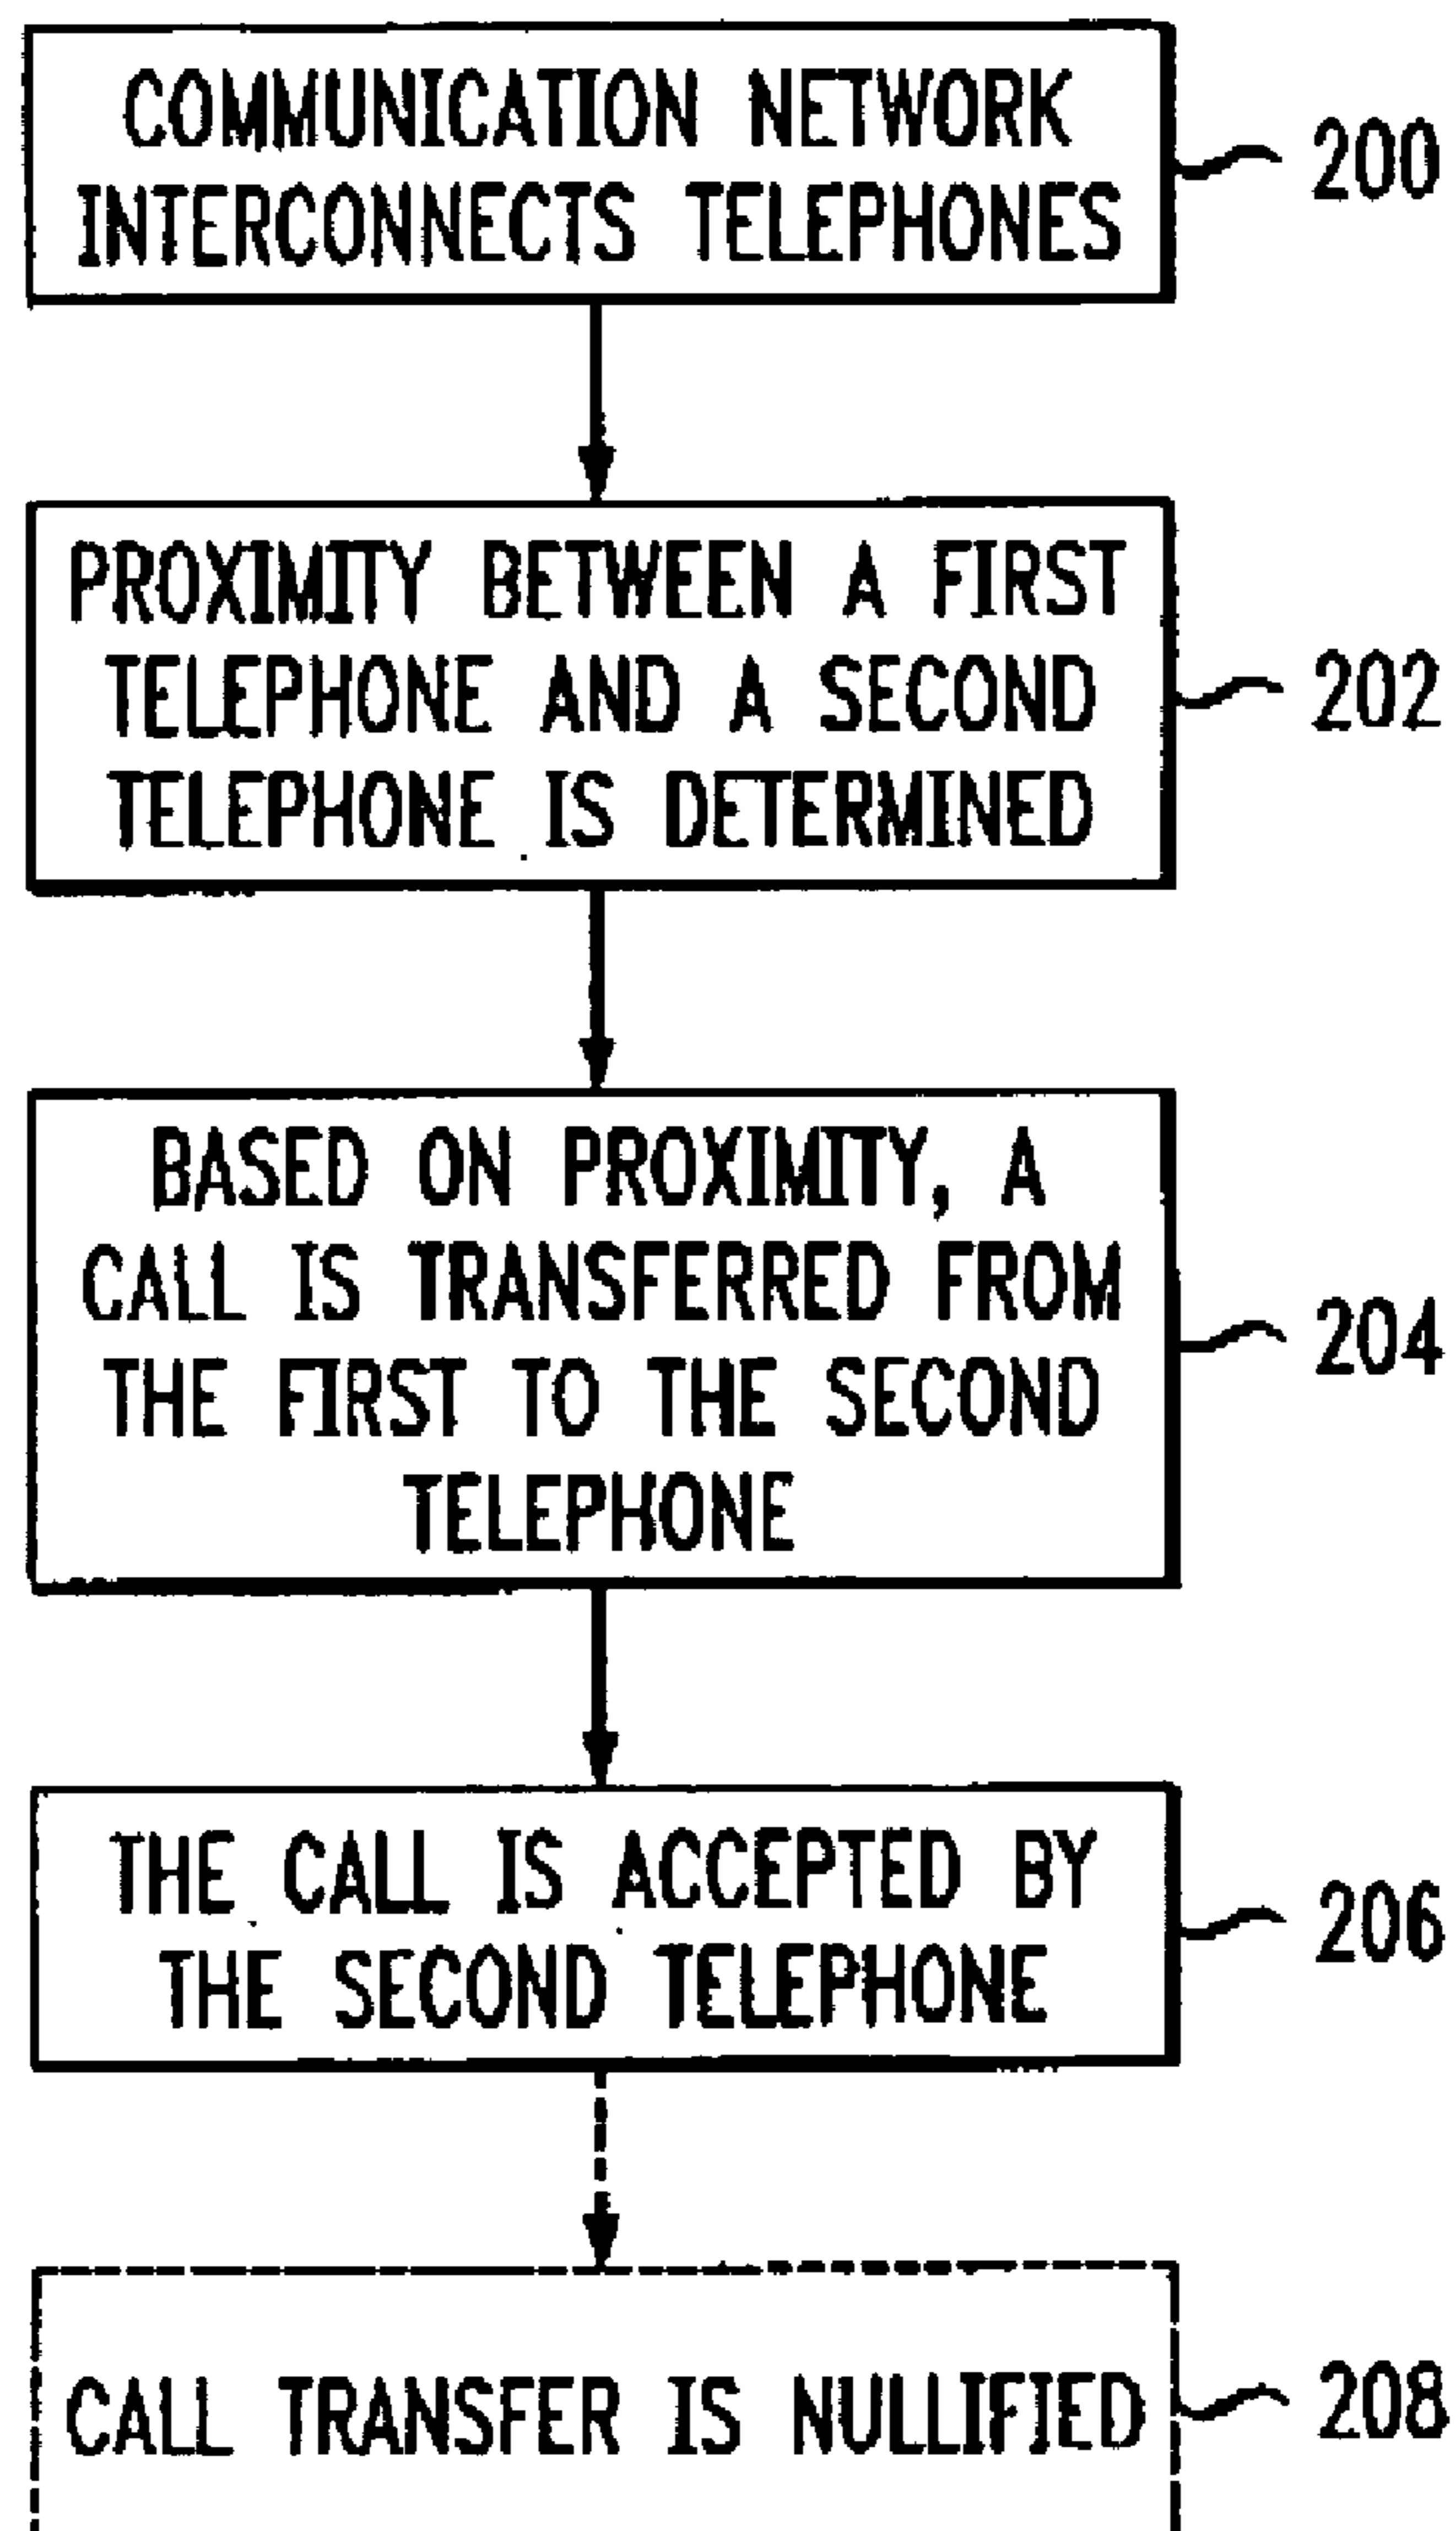 COMMUNICATION NETWORK
INTERCONNECTS TELEPHONES
200
PROXIMITY BETWEEN A FIRST
TELEPHONE AND A SECOND
TELEPHONE IS DETERMINED
202
BASED ON PROXIMITY, A
CALL IS TRANSFERRED FROM
THE FIRST TO THE SECOND
TELEPHONE
204
THE CALL IS ACCEPTED BY
THE SECOND TELEPHONE
206
CALL TRANSFER IS NULLIFIED
208